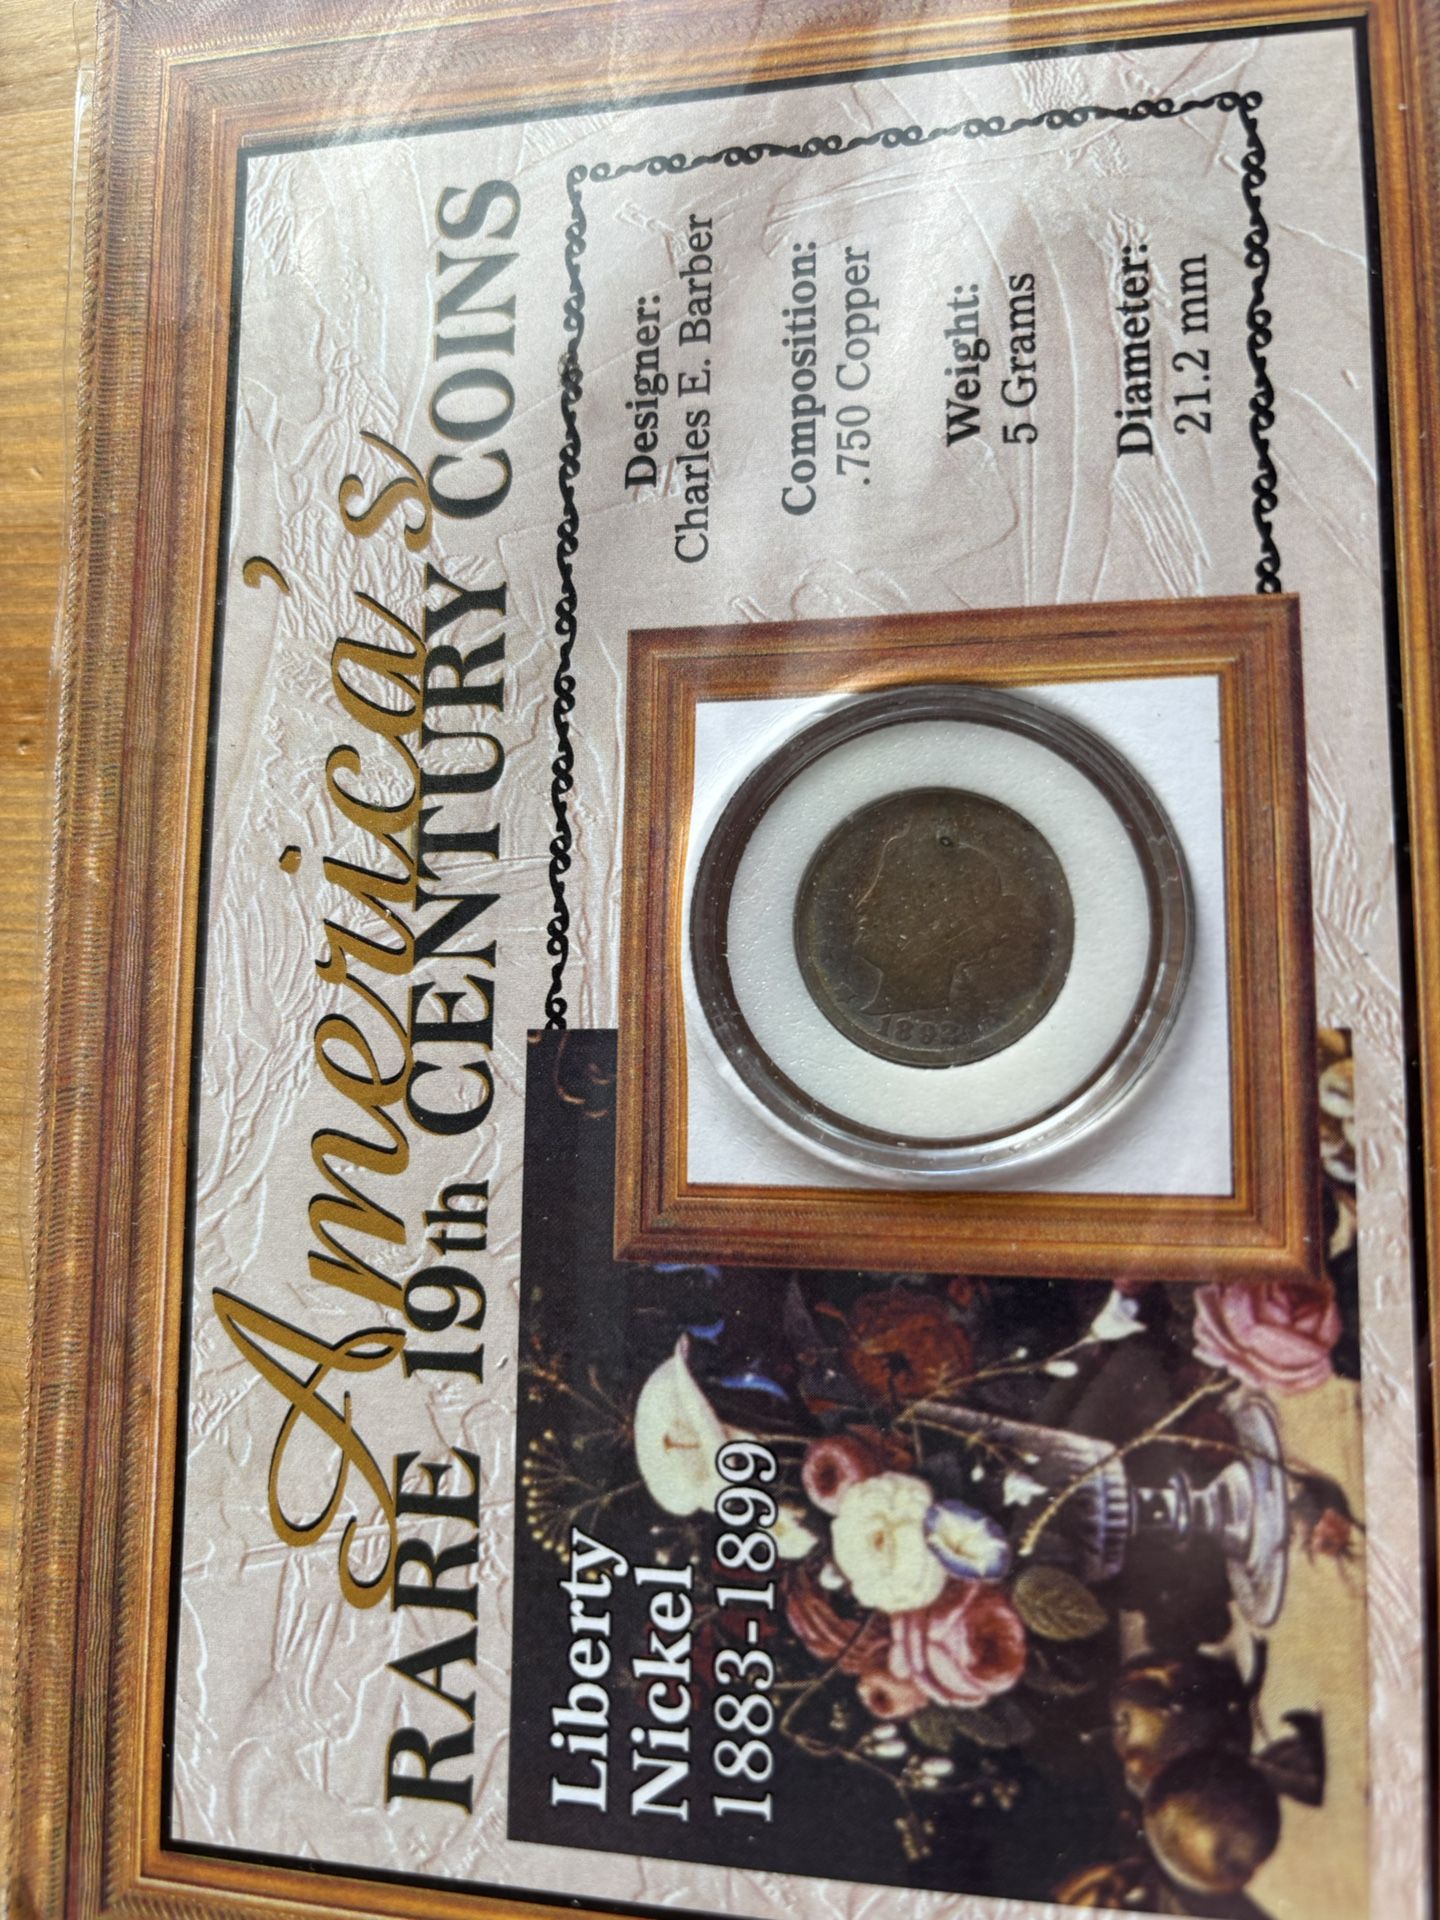 America's
RARE 19th CENTURY COINS
Liberty
Nickel
1883-1899
1892
Designer:
Charles E. Barber
Composition:
.750 Copper
Weight:
5 Grams
Diameter:
21.2 mm